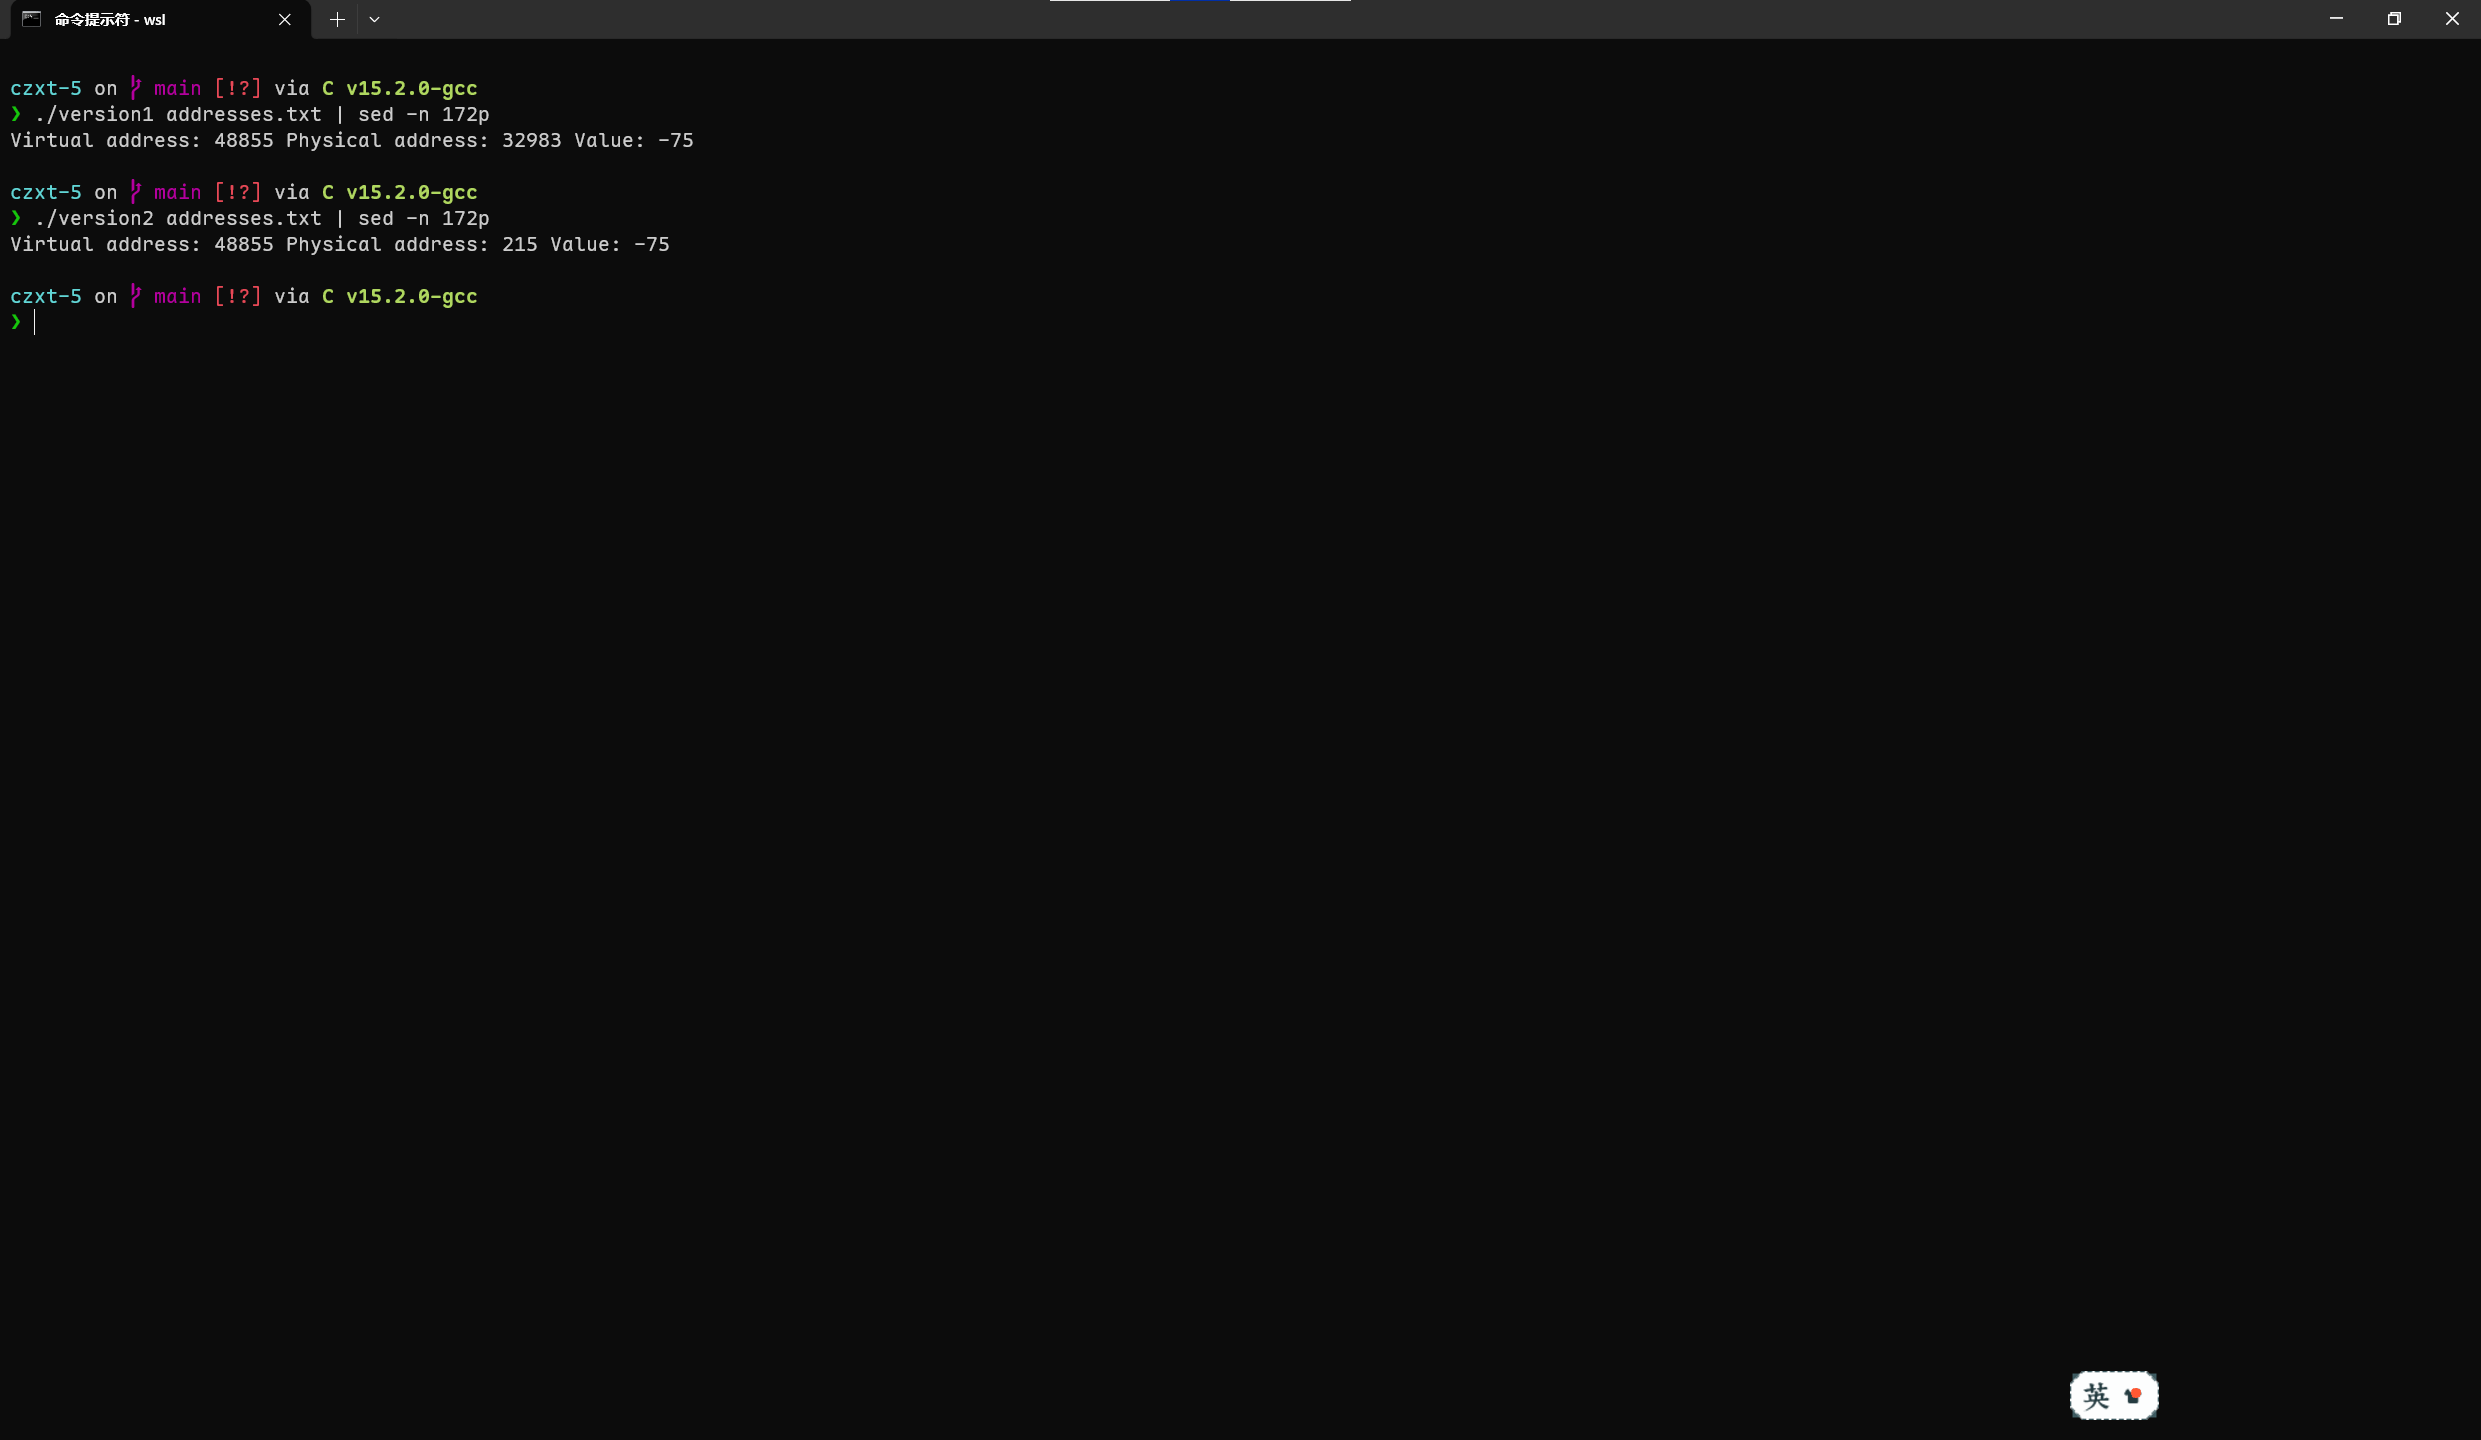 命令提示符 - wsl
czxt-5 on main [!?] via C v15.2.0-gcc
❯ ./version1 addresses.txt | sed -n 172p
Virtual address: 48855 Physical address: 32983 Value: -75
czxt-5 on main [!?] via C v15.2.0-gcc
❯ ./version2 addresses.txt | sed -n 172p
Virtual address: 48855 Physical address: 215 Value: -75
czxt-5 on main [!?] via C v15.2.0-gcc
❯
英